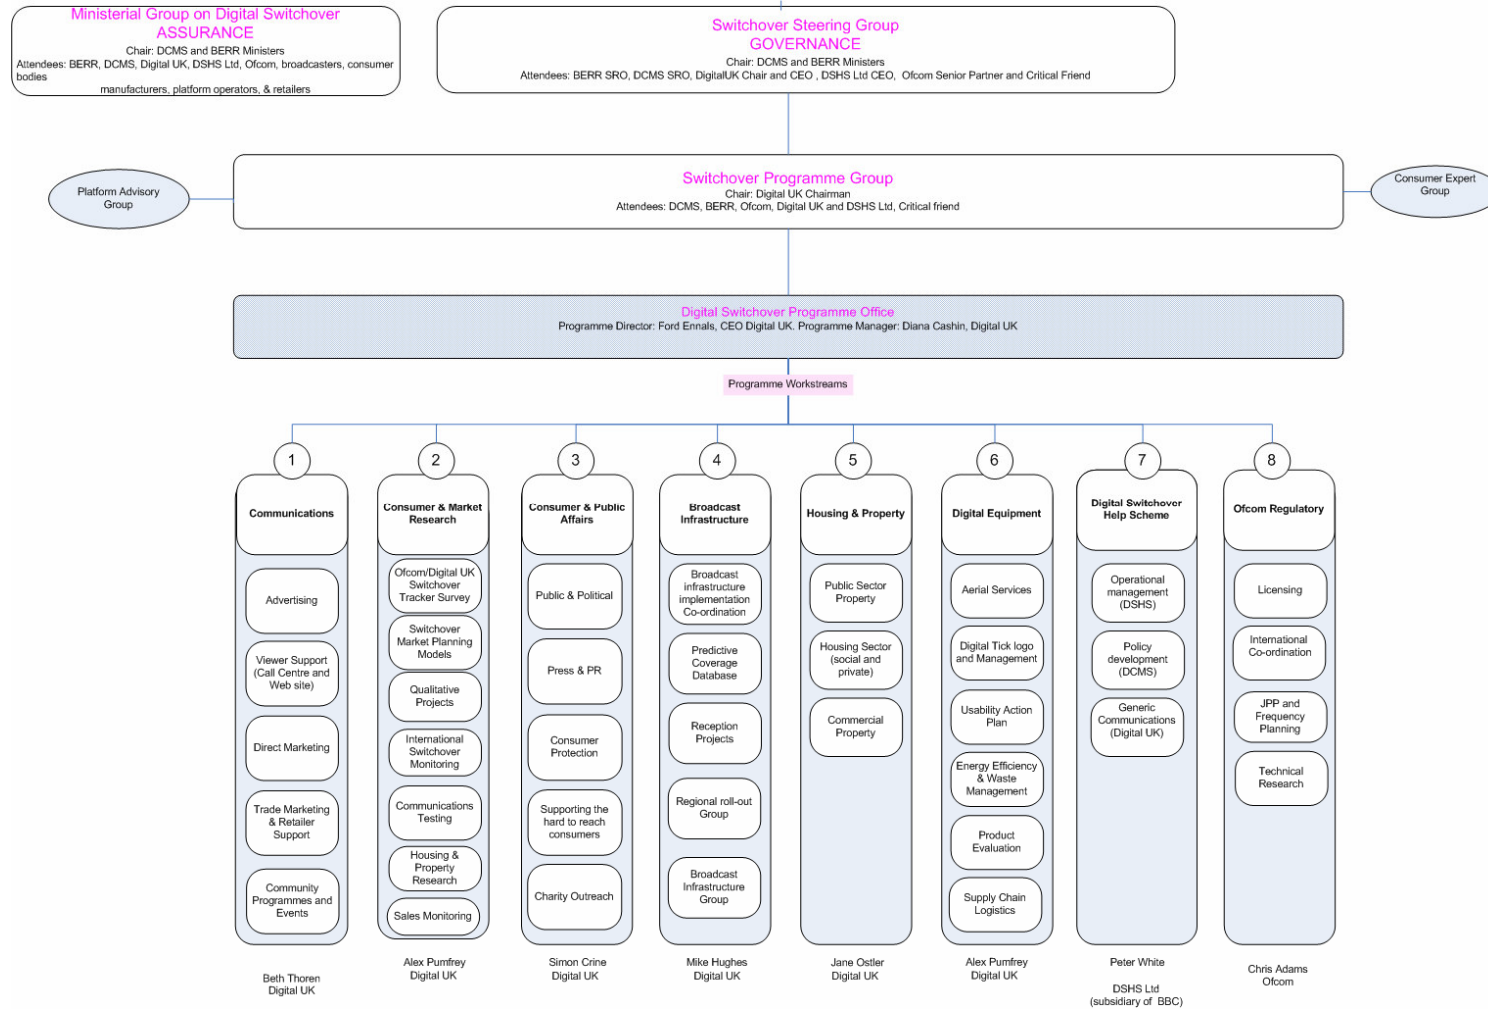 Ministerial Group on Digital Switchover
ASSURANCE
Chair: DCMS and BERR Ministers
Attendees: BERR, DCMS, Digital UK, DSHS Ltd, Ofcom, broadcasters, consumer
bodies
manufacturers, platform operators, & retailers
Switchover Steering Group
GOVERNANCE
Chair: DCMS and BERR Ministers
Attendees: BERR SRO, DCMS SRO, DigitalUK Chair and CEO , DSHS Ltd CEO, Ofcom Senior Partner and Critical Friend
Platform Advisory
Group
Switchover Programme Group
Chair: Digital UK Chairman
Attendees: DCMS, BERR, Ofcom, Digital UK and DSHS Ltd, Critical friend
Consumer Expert
Group
Digital Switchover Programme Office
Programme Director: Ford Ennals, CEO Digital UK. Programme Manager: Diana Cashin, Digital UK
Programme Workstreams
1
Communications
Advertising
Viewer Support
(Call Centre and
Web site)
Direct Marketing
Trade Marketing
& Retailer
Support
Community
Programmes and
Events
Beth Thoren
Digital UK
2
Consumer & Market
Research
Ofcom/Digital UK
Switchover
Tracker Survey
Switchover
Market Planning
Models
Qualitative
Projects
International
Switchover
Monitoring
Communications
Testing
Housing &
Property
Research
Sales Monitoring
Alex Pumfrey
Digital UK
3
Consumer & Public
Affairs
Public & Political
Press & PR
Consumer
Protection
Supporting the
hard to reach
consumers
Charity Outreach
Simon Crine
Digital UK
4
Broadcast
Infrastructure
Broadcast
infrastructure
implementation
Co-ordination
Predictive
Coverage
Database
Reception
Projects
Regional roll-out
Group
Broadcast
Infrastructure
Group
Mike Hughes
Digital UK
5
Housing & Property
Public Sector
Property
Housing Sector
(social and
private)
Commercial
Property
Jane Ostler
Digital UK
6
Digital Equipment
Aerial Services
Digital Tick logo
and Management
Usability Action
Plan
Energy Efficiency
& Waste
Management
Product
Evaluation
Supply Chain
Logistics
Alex Pumfrey
Digital UK
7
Digital Switchover
Help Scheme
Operational
management
(DSHS)
Policy
development
(DCMS)
Generic
Communications
(Digital UK)
Peter White
DSHS Ltd
(subsidiary of BBC)
8
Ofcom Regulatory
Licensing
International
Co-ordination
JPP and
Frequency
Planning
Technical
Research
Chris Adams
Ofcom